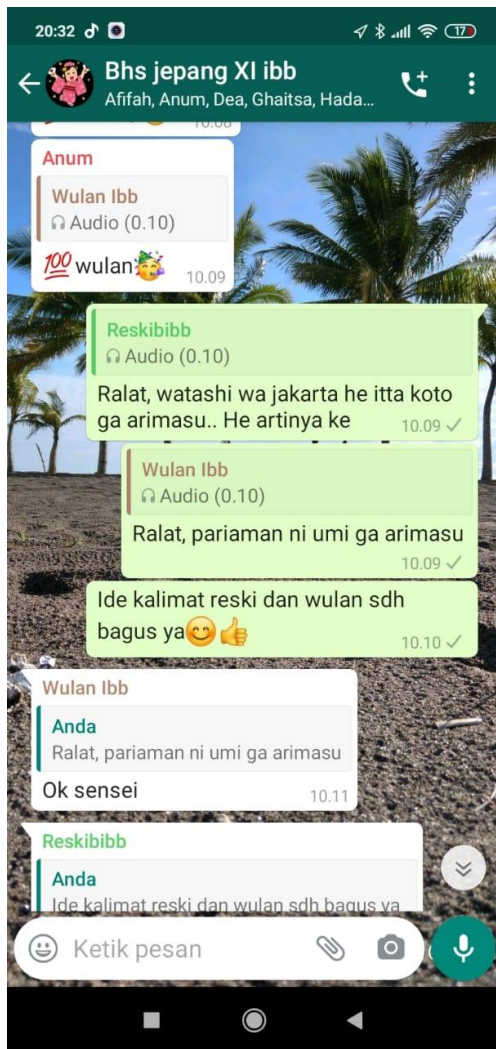 20:32
17
Bhs jepang XI ibb
Afifah, Anum, Dea, Ghaitsa, Hada...
10.08
Anum
Wulan Ibb
Audio (0.10)
💯 wulan🥳
10.09
Reskibibb
Audio (0.10)
Ralat, watashi wa jakarta he itta koto
ga arimasu.. He artinya ke
10.09
Wulan Ibb
Audio (0.10)
Ralat, pariaman ni umi ga arimasu
10.09
Ide kalimat reski dan wulan sdh
bagus ya😊👍
10.10
Wulan Ibb
Anda
Ralat, pariaman ni umi ga arimasu
Ok sensei
10.11
Reskibibb
Anda
Ide kalimat reski dan wulan sdh bagus ya
Ketik pesan